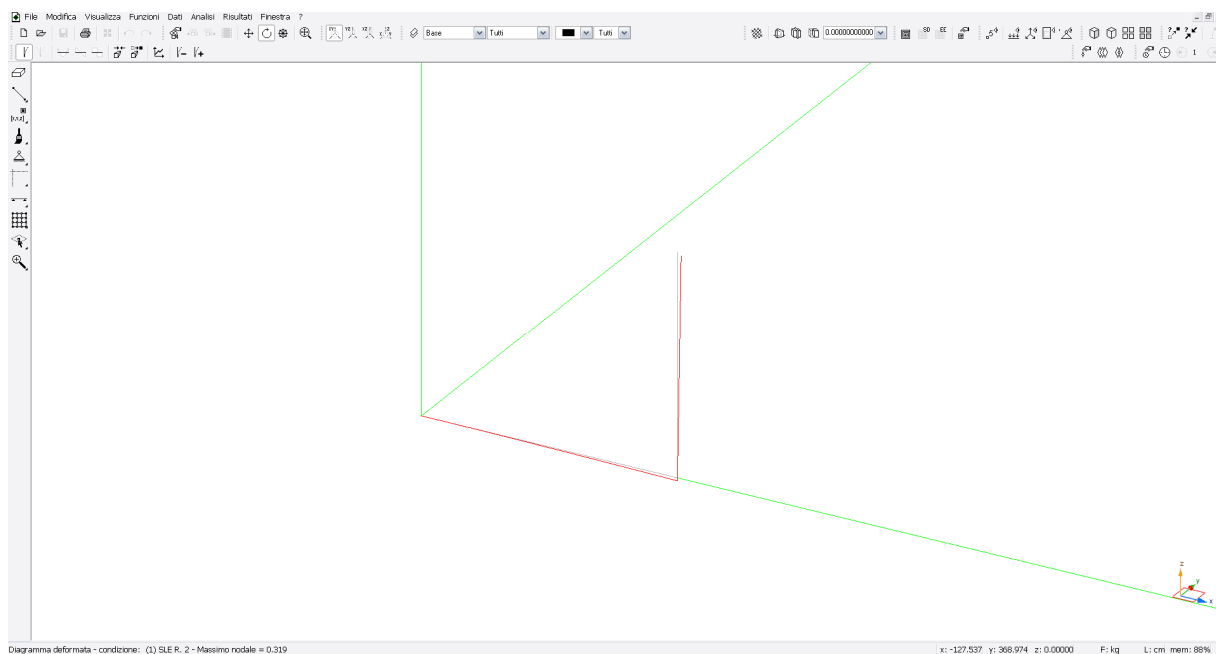 File Modifica Visualizza Funzioni Dati Analisi Risultati Finestra ?
Base Tutti Tutti 0.00000000000
1
z
y
x
Diagramma deformata - condizione: (1) SLE R. 2 - Massimo nodale = 0.319 x: -127.537 y: 368.974 z: 0.00000 F: kg L: cm mem: 88%